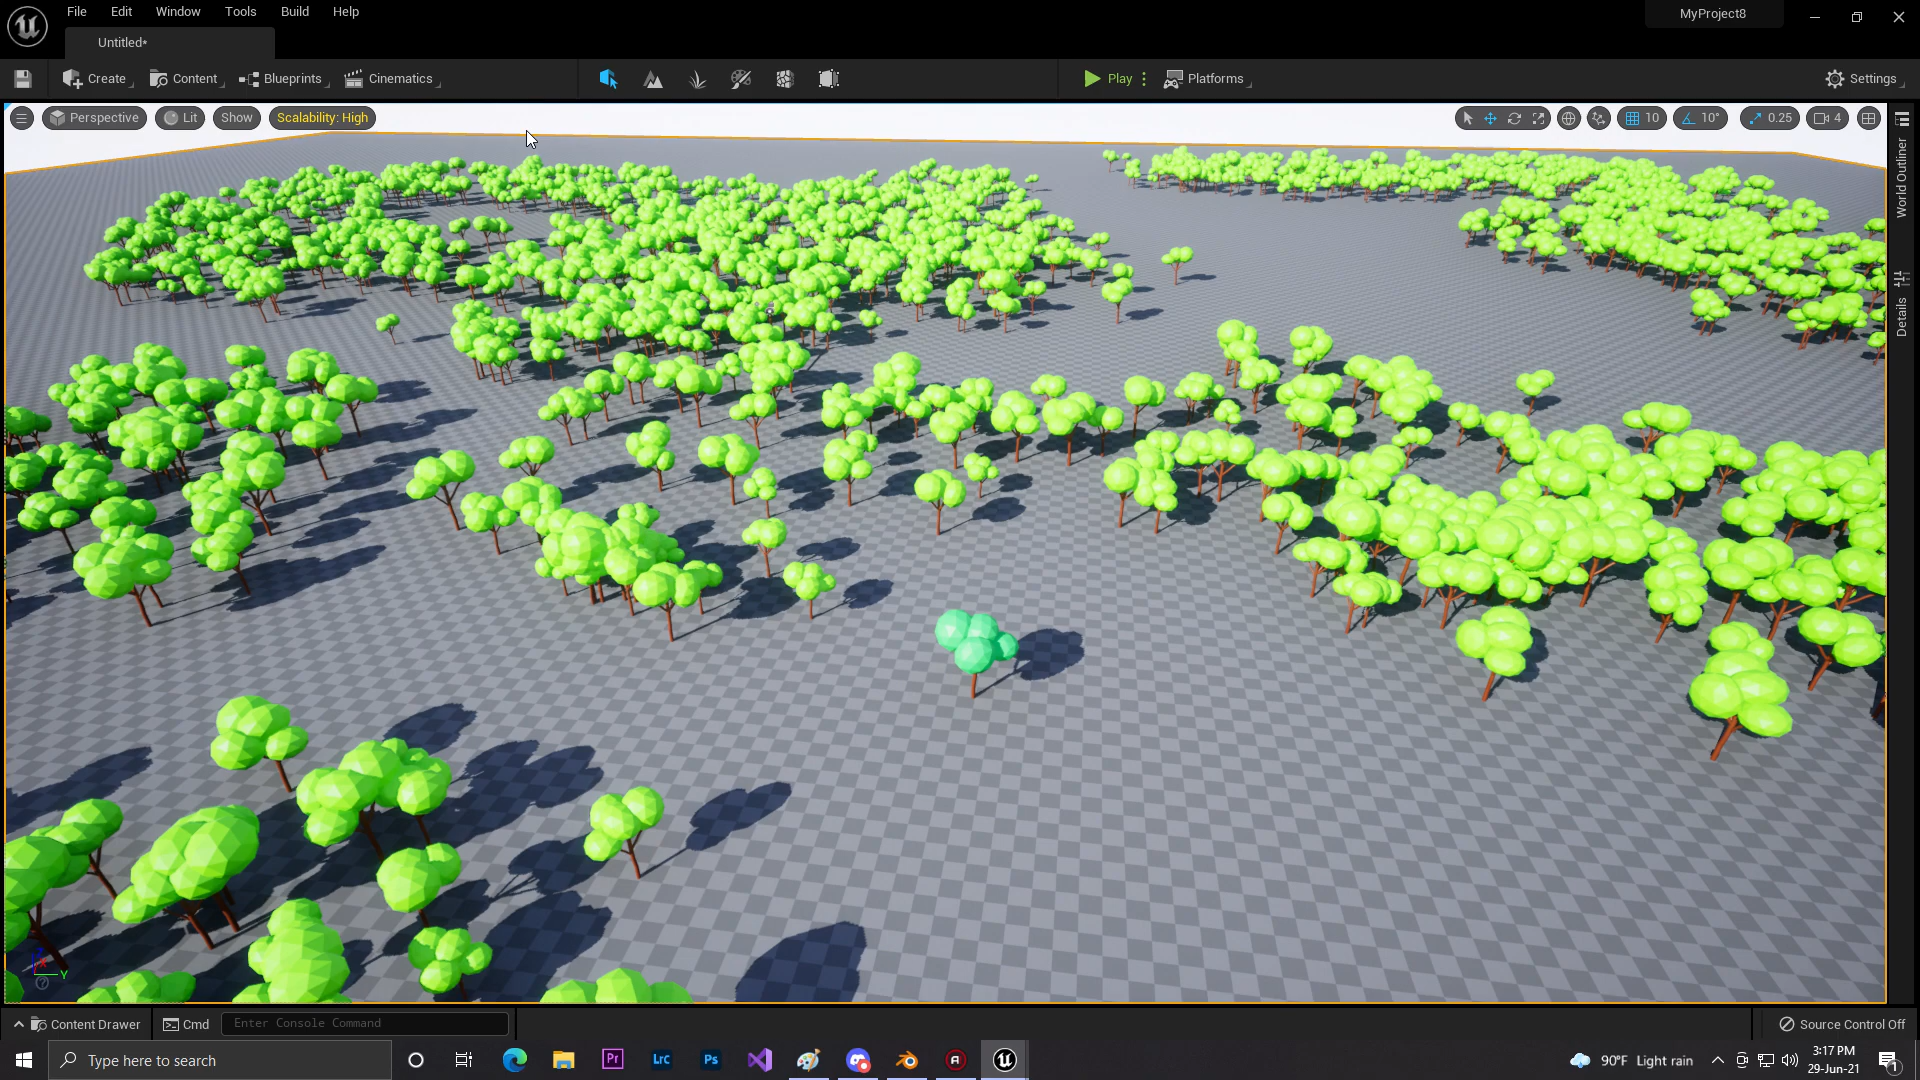 File Edit Window Tools Build Help
MyProject8
Untitled*
Create Content Blueprints Cinematics Play Platforms Settings
Perspective Lit Show Scalability: High 10 10° 0.25 4
World Outliner
Details
X
Y
Content Drawer Cmd Enter Console Command Source Control Off
Type here to search Pr Lrc Ps 90°F Light rain 3:17 PM
29-Jun-21
1